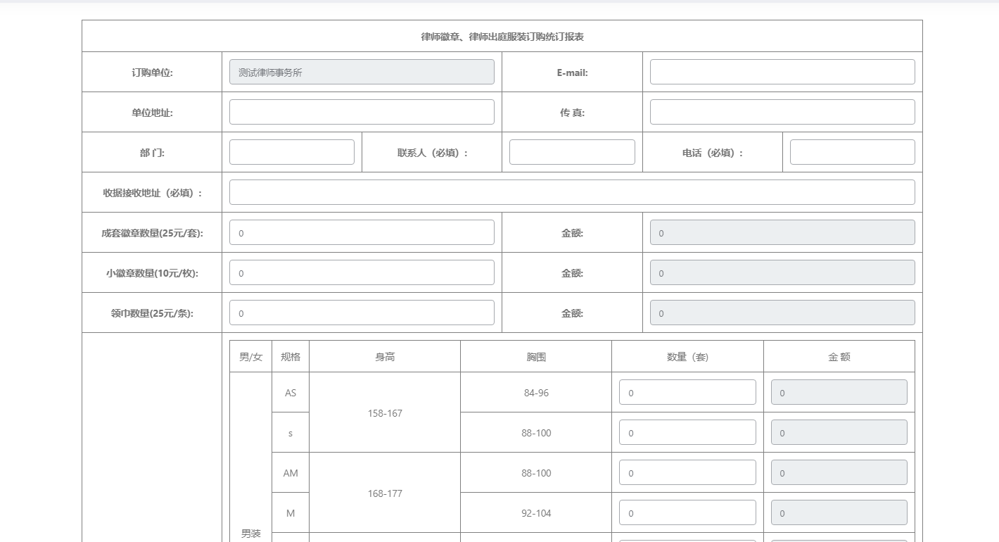 律师徽章、律师出庭服装订购统订报表
订购单位: 测试律师事务所 E-mail:
单位地址: 传 真:
部 门: 联系人（必填）: 电话（必填）:
收据接收地址（必填）:
成套徽章数量(25元/套): 0 金额: 0
小徽章数量(10元/枚): 0 金额: 0
领巾数量(25元/条): 0 金额: 0
男/女 规格 身高 胸围 数量（套） 金 额
AS 84-96 0 0
158-167
s 88-100 0 0
AM 88-100 0 0
168-177
M 92-104 0 0
男装